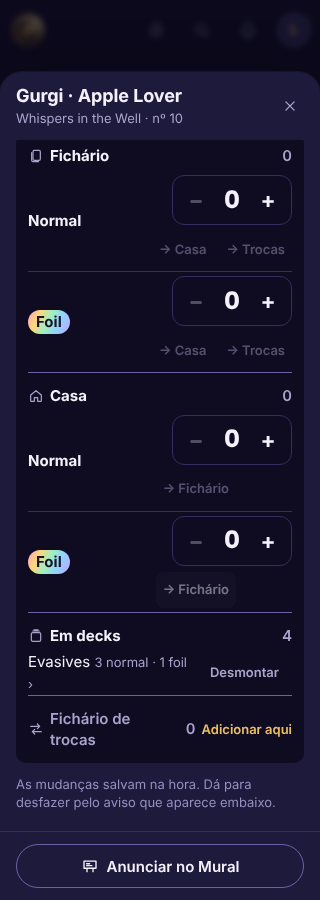 Gurgi · Apple Lover
Whispers in the Well · nº 10
Fichário 0
Normal
− 0 +
→ Casa → Trocas
Foil
− 0 +
→ Casa → Trocas
Casa 0
Normal
− 0 +
→ Fichário
Foil
− 0 +
→ Fichário
Em decks 4
Evasives 3 normal · 1 foil
›
Desmontar
Fichário de
trocas
0 Adicionar aqui
As mudanças salvam na hora. Dá para
desfazer pelo aviso que aparece embaixo.
Anunciar no Mural